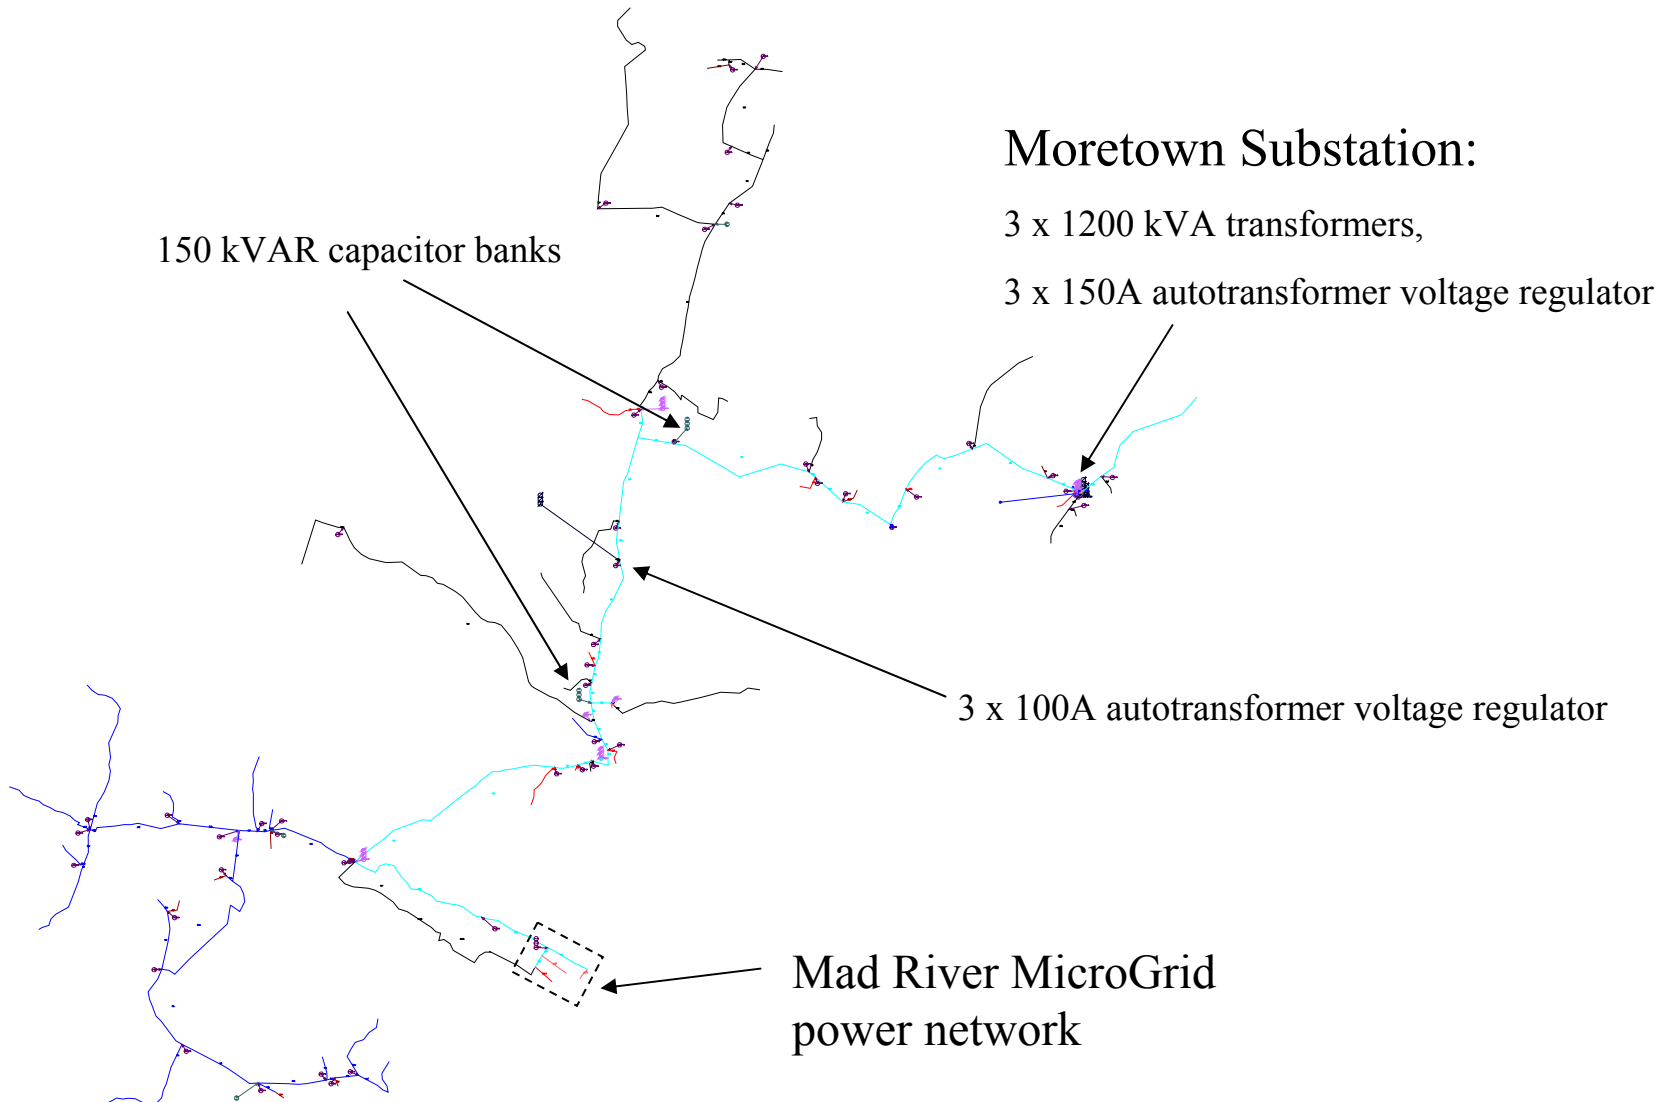 Moretown Substation:
3 x 1200 kVA transformers,
150 kVAR capacitor banks
3 x 150A autotransformer voltage regulator
3 x 100A autotransformer voltage regulator
Mad River MicroGrid
power network